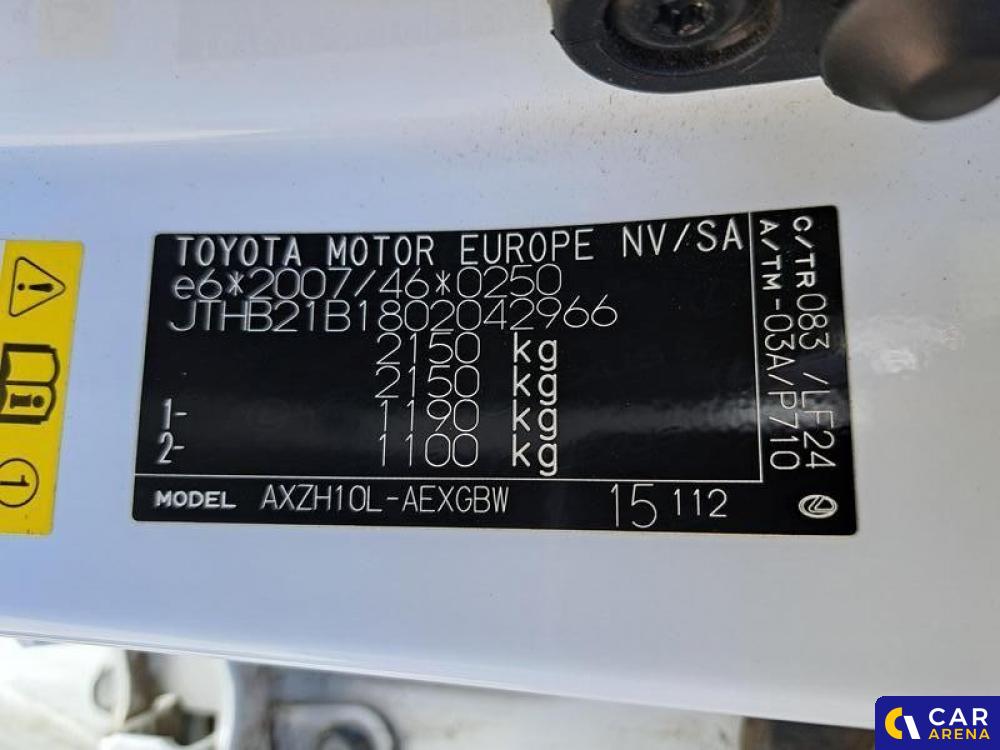 TOYOTA MOTOR EUROPE NV/SA
e6*2007/46*0250
JTHB21B1802042966
2150 kg
2150 kg
1- 1190 kg
2- 1100 kg
MODEL AXZH10L-AEXGBW 15 112
C/TR 083 /LF24
A/TM -03A/P710
i
1
CAR
ARENA